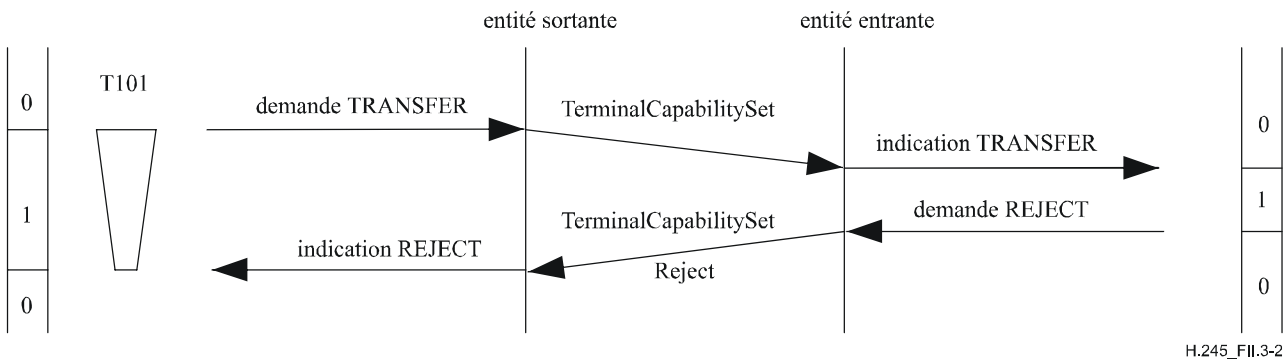 entité sortante
entité entrante
T101
0
demande TRANSFER
TerminalCapabilitySet
0
indication TRANSFER
1
TerminalCapabilitySet
demande REJECT
1
indication REJECT
Reject
0
0
H.245_FII.3-2